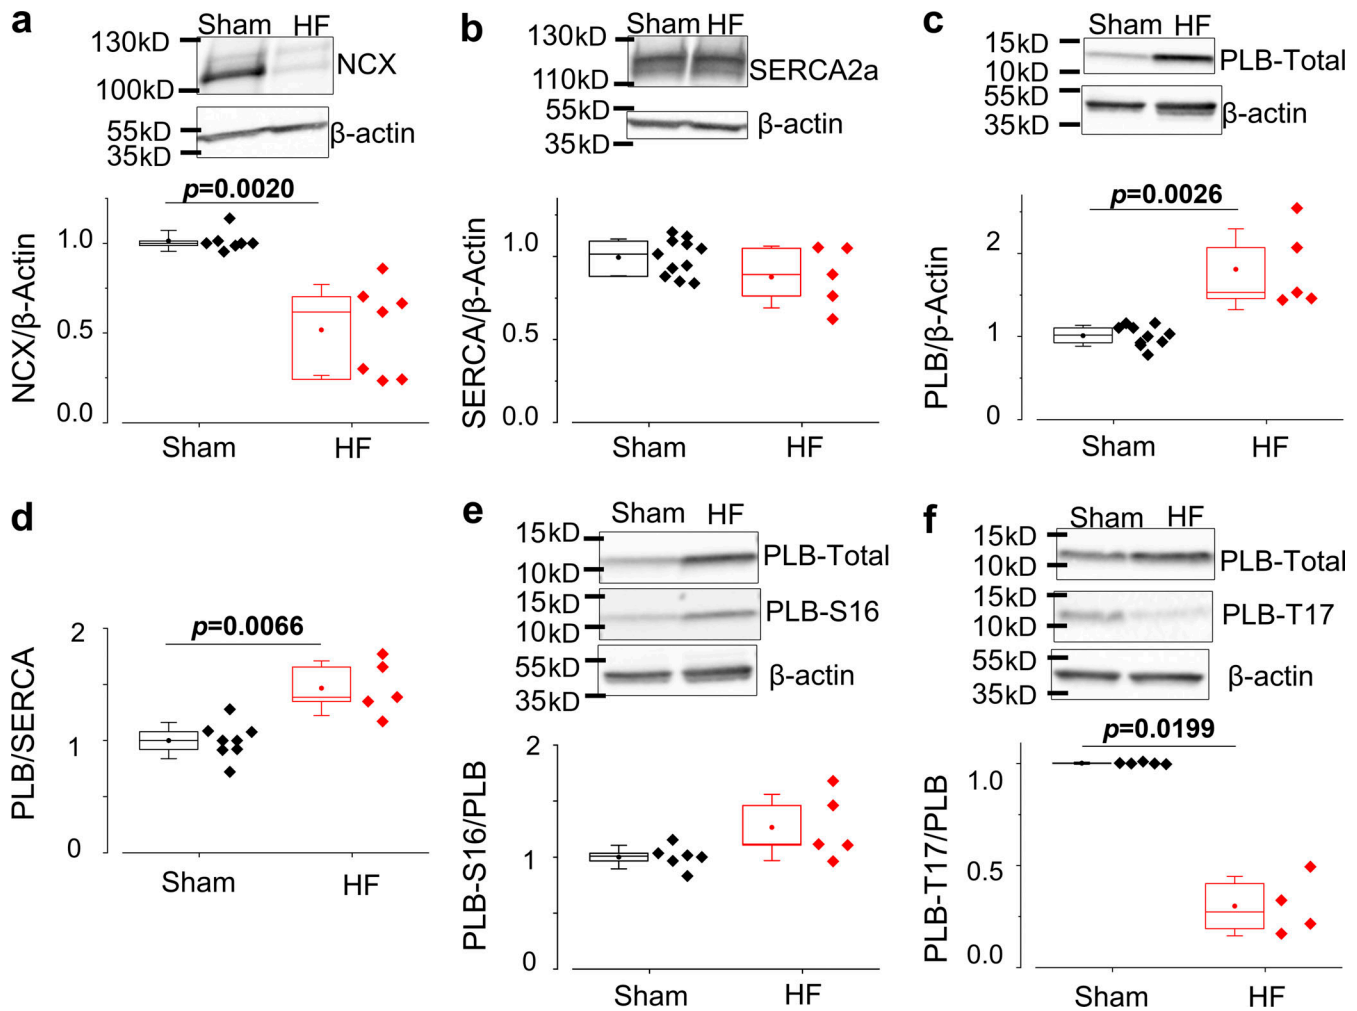 a
Sham HF
130kD
NCX
100kD
55kD
β-actin
35kD
p=0.0020
NCX/β-Actin
1.0
0.5
0.0
Sham HF
b
Sham HF
130kD
SERCA2a
110kD
55kD
β-actin
35kD
SERCA/β-Actin
1.0
0.5
0.0
Sham HF
c
Sham HF
15kD
PLB-Total
10kD
55kD
β-actin
35kD
p=0.0026
PLB/β-Actin
2
1
0
Sham HF
d
p=0.0066
PLB/SERCA
2
1
0
Sham HF
e
Sham HF
15kD
PLB-Total
10kD
15kD
PLB-S16
10kD
55kD
β-actin
35kD
PLB-S16/PLB
2
1
0
Sham HF
f
Sham HF
15kD
PLB-Total
10kD
15kD
PLB-T17
10kD
55kD
β-actin
35kD
p=0.0199
PLB-T17/PLB
1.0
0.5
0.0
Sham HF